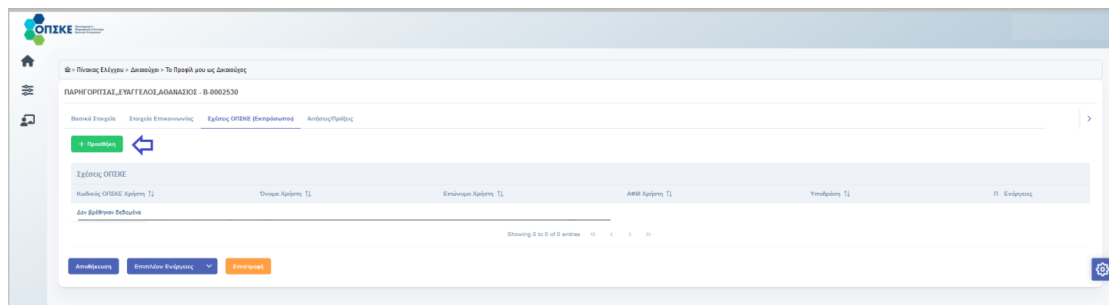 ΟΠΣΚΕ
> Πίνακας Ελέγχου > Δικαιούχοι > Το Προφίλ μου ως Δικαιούχος
ΠΑΡΗΓΟΡΙΤΣΑΣ,,ΕΥΑΓΓΕΛΟΣ,ΑΘΑΝΑΣΙΟΣ - B-0002530
Βασικά Στοιχεία Στοιχεία Επικοινωνίας Σχέσεις ΟΠΣΚΕ (Εκπρόσωποι) Αιτήσεις/Πράξεις
+ Προσθήκη
Σχέσεις ΟΠΣΚΕ
Κωδικός ΟΠΣΚΕ Χρήστη Όνομα Χρήστη Επώνυμο Χρήστη ΑΦΜ Χρήστη Υποδράση Π. Ενέργειες
Δεν βρέθηκαν δεδομένα
Showing 0 to 0 of 0 entries
Αποθήκευση Επιπλέον Ενέργειες Επιστροφή